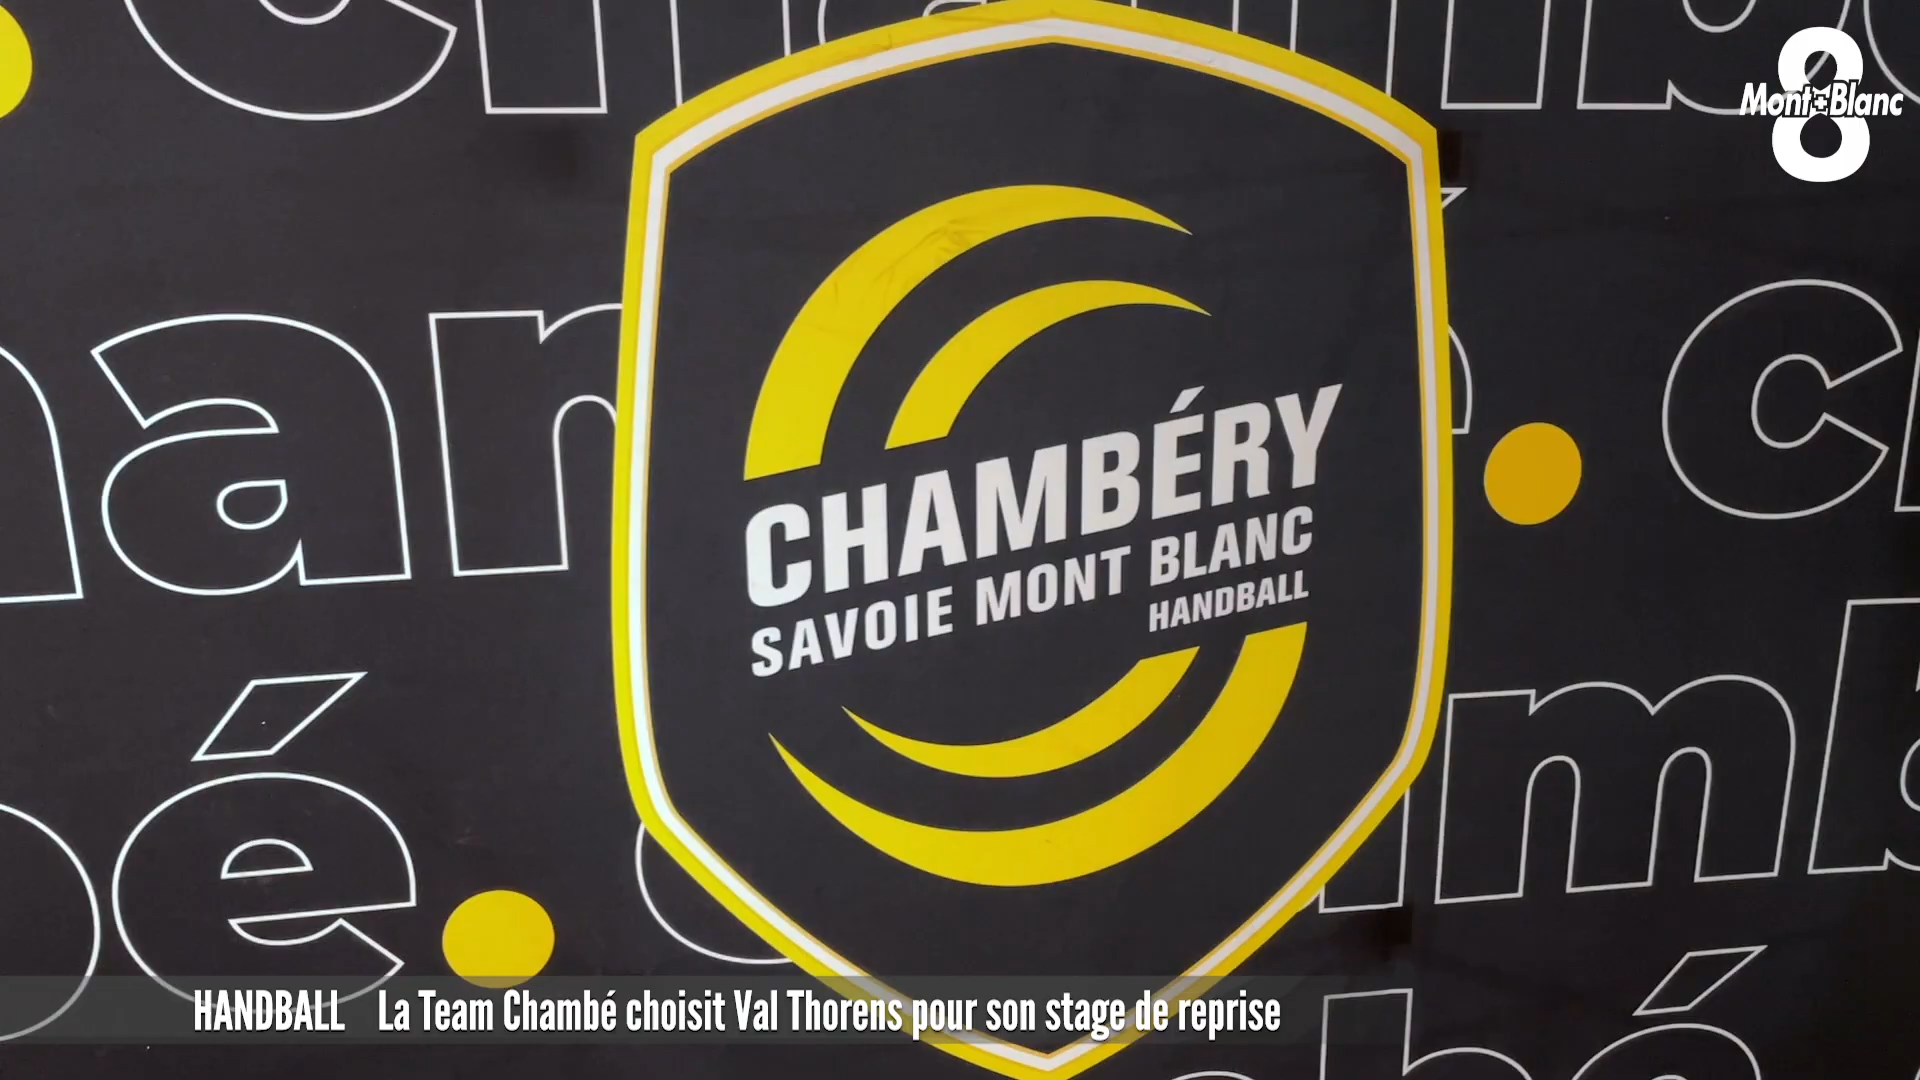 8
Mont Blanc
CHAMBÉRY
SAVOIE MONT BLANC
HANDBALL
HANDBALL La Team Chambé choisit Val Thorens pour son stage de reprise